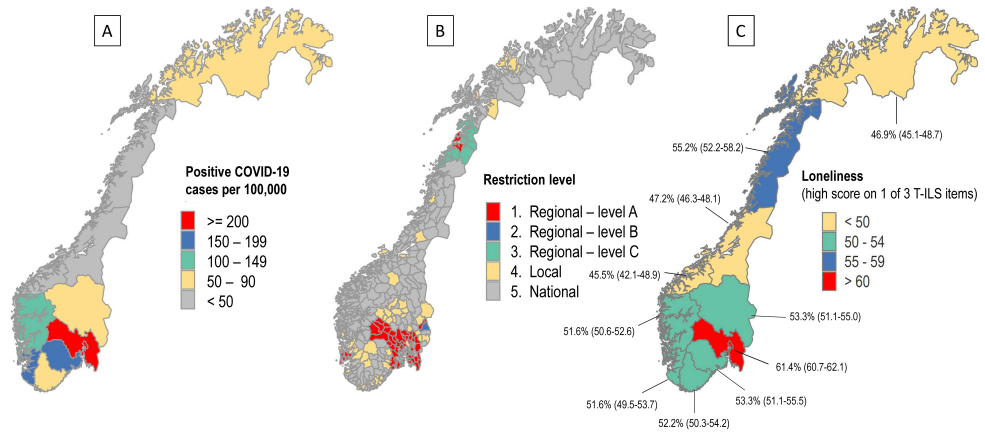 A
B
C
Positive COVID-19
cases per 100,000
>= 200
150 – 199
100 – 149
50 – 90
< 50
Restriction level
1. Regional – level A
2. Regional – level B
3. Regional – level C
4. Local
5. National
Loneliness
(high score on 1 of 3 T-ILS items)
< 50
50 - 54
55 - 59
> 60
46.9% (45.1-48.7)
55.2% (52.2-58.2)
47.2% (46.3-48.1)
45.5% (42.1-48.9)
53.3% (51.1-55.0)
51.6% (50.6-52.6)
61.4% (60.7-62.1)
51.6% (49.5-53.7)
53.3% (51.1-55.5)
52.2% (50.3-54.2)